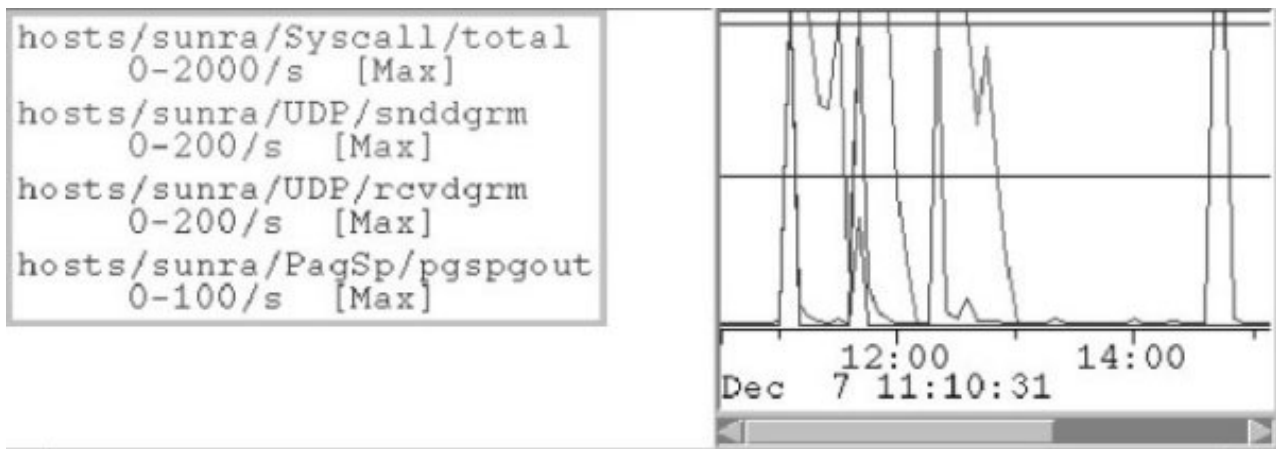 hosts/sunra/Syscall/total
0-2000/s [Max]
hosts/sunra/UDP/snddgrm
0-200/s [Max]
hosts/sunra/UDP/rcvdgrm
0-200/s [Max]
hosts/sunra/PagSp/pgspgout
0-100/s [Max]
12:00 14:00
Dec 7 11:10:31